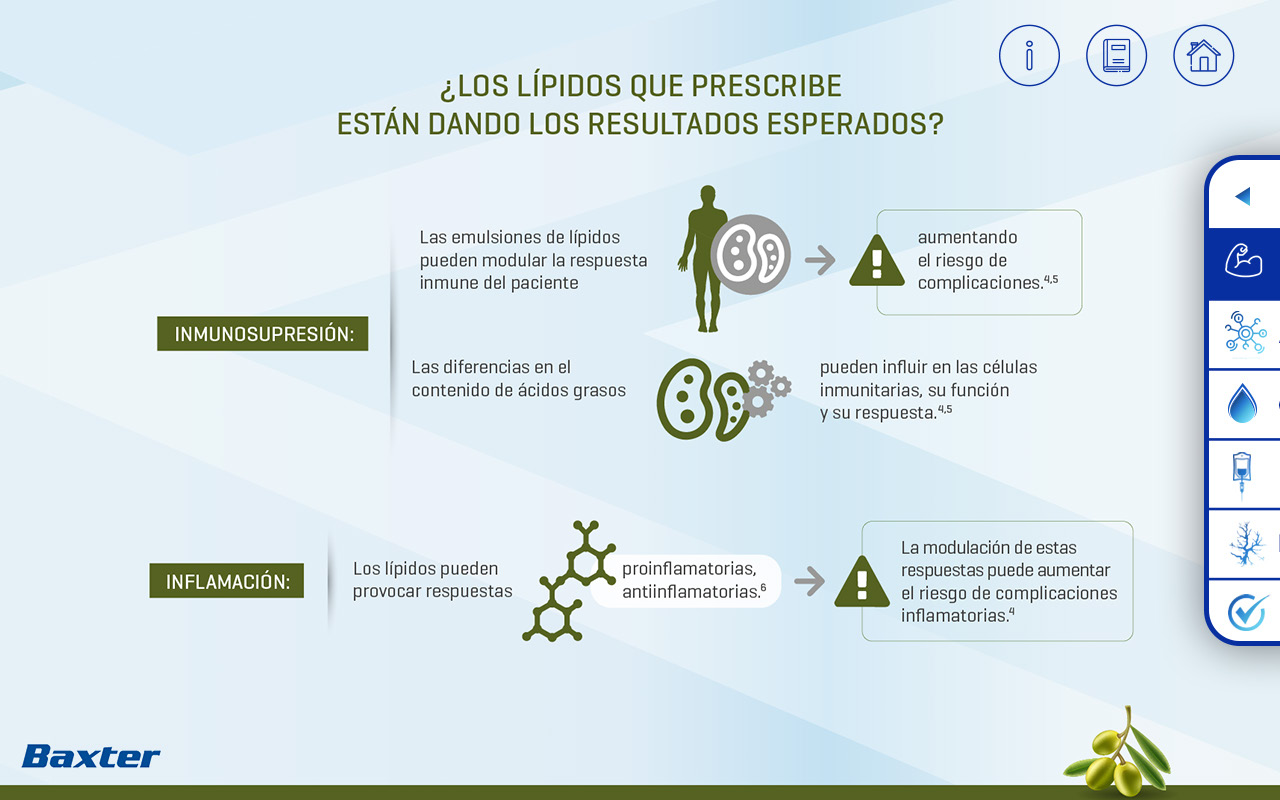 ¿LOS LÍPIDOS QUE PRESCRIBE
ESTÁN DANDO LOS RESULTADOS ESPERADOS?
INMUNOSUPRESIÓN:
Las emulsiones de lípidos
pueden modular la respuesta
inmune del paciente
aumentando
el riesgo de
complicaciones.4,5
Las diferencias en el
contenido de ácidos grasos
pueden influir en las células
inmunitarias, su función
y su respuesta.4,5
INFLAMACIÓN:
Los lípidos pueden
provocar respuestas
proinflamatorias,
antiinflamatorias.6
La modulación de estas
respuestas puede aumentar
el riesgo de complicaciones
inflamatorias.4
Baxter